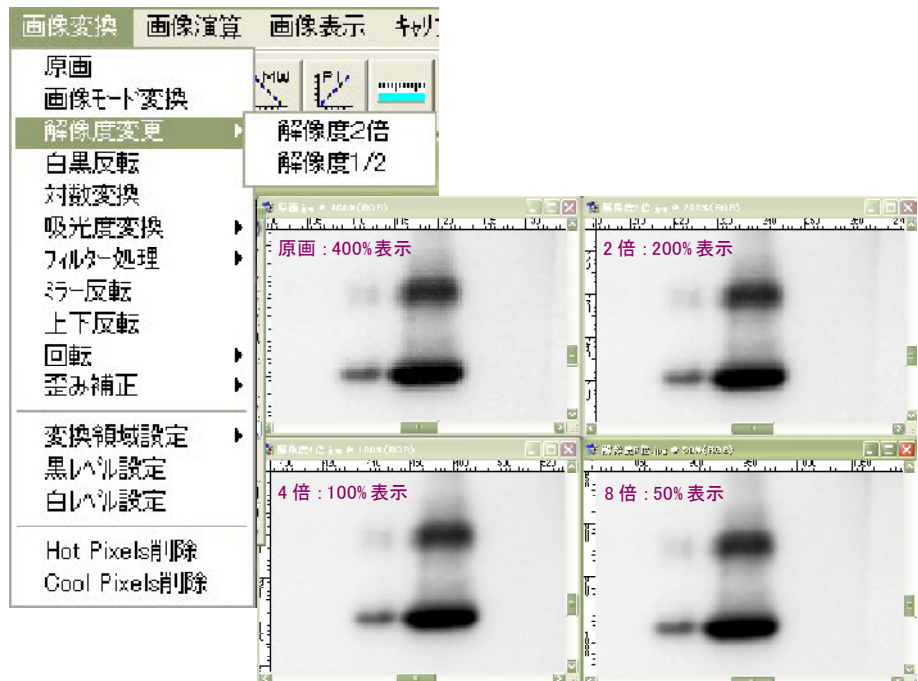 画像変換 画像演算 画像表示
原画
画像モード変換
解像度変更
解像度2倍
解像度1/2
白黒反転
対数変換
吸光度変換
フィルター処理
ミラー反転
上下反転
回転
歪み補正
変換領域設定
黒レベル設定
白レベル設定
Hot Pixels削除
Cool Pixels削除
原画:400%表示
2倍:200%表示
4倍:100%表示
8倍:50%表示